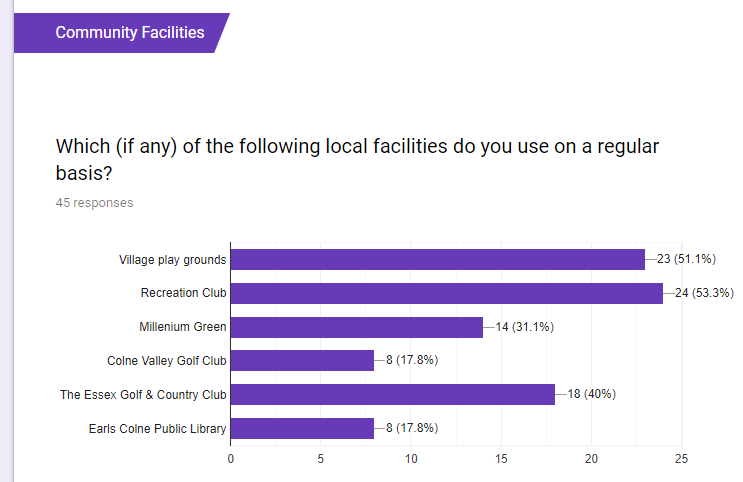 Community Facilities
Which (if any) of the following local facilities do you use on a regular
basis?
45 responses
Village play grounds 23 (51.1%)
Recreation Club 24 (53.3%)
Millenium Green 14 (31.1%)
Colne Valley Golf Club 8 (17.8%)
The Essex Golf & Country Club 18 (40%)
Earls Colne Public Library 8 (17.8%)
0 5 10 15 20 25